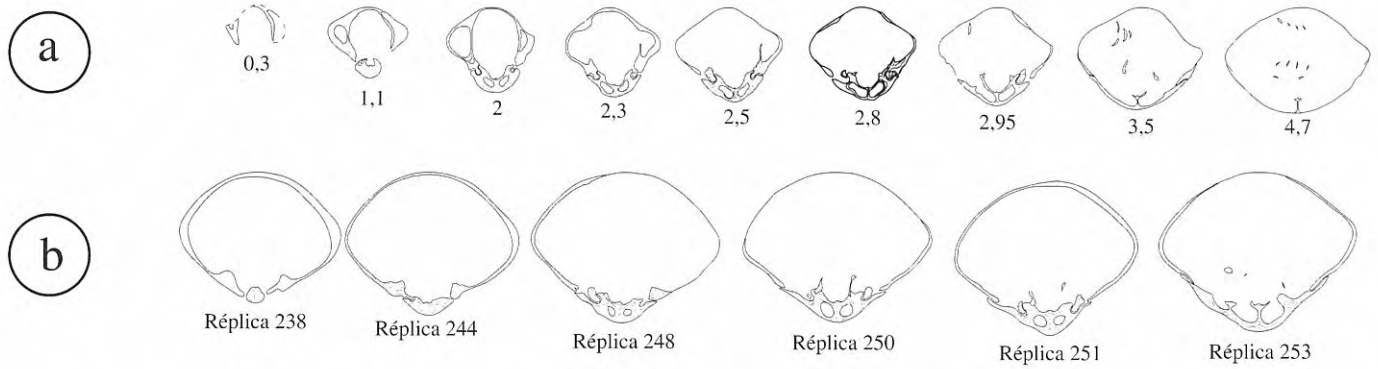 a
0,3
1,1
2
2,3
2,5
2,8
2,95
3,5
4,7
b
Réplica 238
Réplica 244
Réplica 248
Réplica 250
Réplica 251
Réplica 253